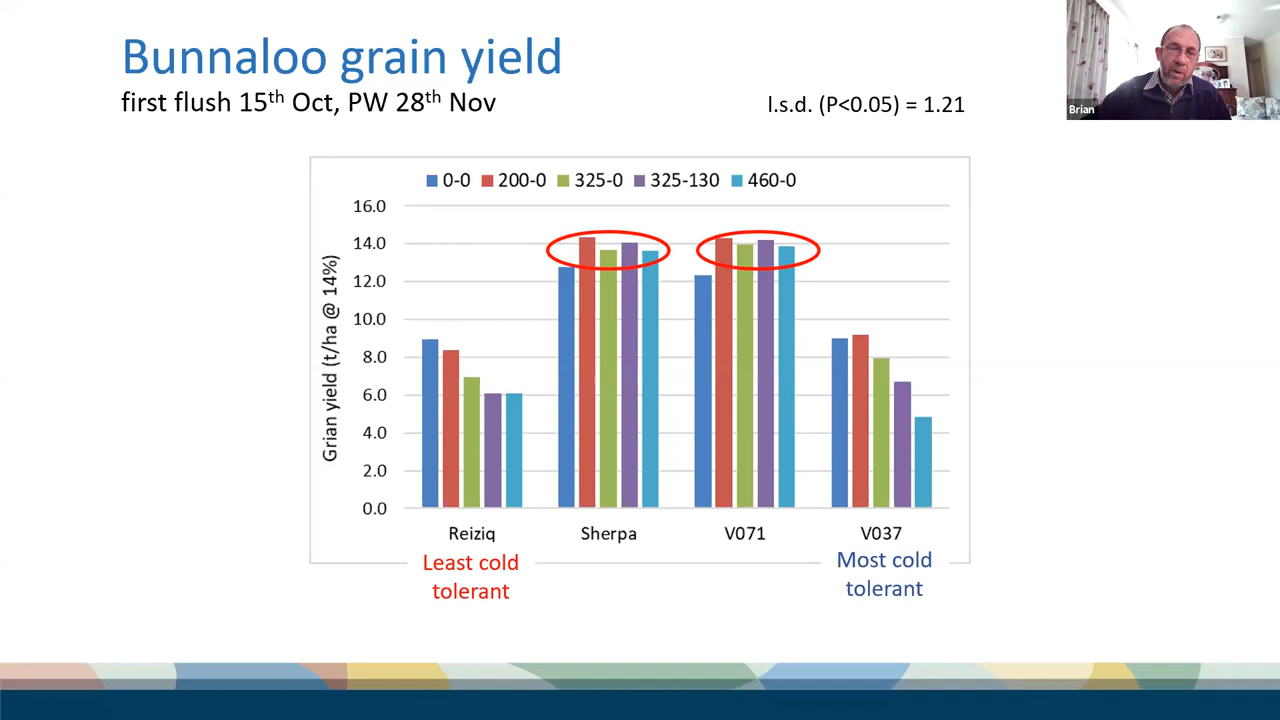 Bunnaloo grain yield
first flush 15th Oct, PW 28th Nov
l.s.d. (P<0.05) = 1.21
Brian
0-0 200-0 325-0 325-130 460-0
16.0
14.0
12.0
10.0
8.0
6.0
4.0
2.0
0.0
Grian yield (t/ha @ 14%)
Reiziq Sherpa V071 V037
Least cold
tolerant
Most cold
tolerant